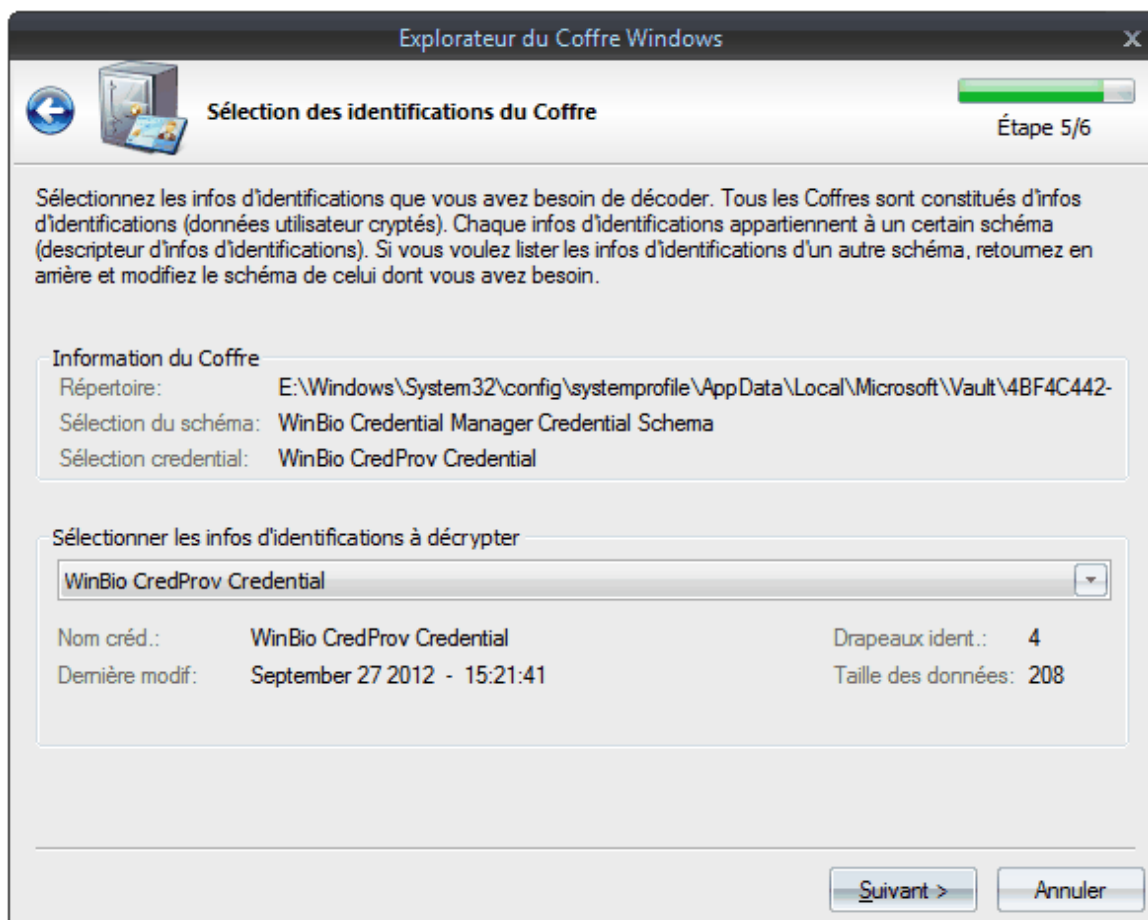 Explorateur du Coffre Windows
Sélection des identifications du Coffre
Étape 5/6
Sélectionnez les infos d'identifications que vous avez besoin de décoder. Tous les Coffres sont constitués d'infos
d'identifications (données utilisateur cryptés). Chaque infos d'identifications appartiennent à un certain schéma
(descripteur d'infos d'identifications). Si vous voulez lister les infos d'identifications d'un autre schéma, retournez en
arrière et modifiez le schéma de celui dont vous avez besoin.
Information du Coffre
Répertoire: E:\Windows\System32\config\systemprofile\AppData\Local\Microsoft\Vault\4BF4C442-
Sélection du schéma: WinBio Credential Manager Credential Schema
Sélection credential: WinBio CredProv Credential
Sélectionner les infos d'identifications à décrypter
WinBio CredProv Credential
Nom créd.: WinBio CredProv Credential Drapeaux ident.: 4
Dernière modif: September 27 2012 - 15:21:41 Taille des données: 208
Suivant > Annuler